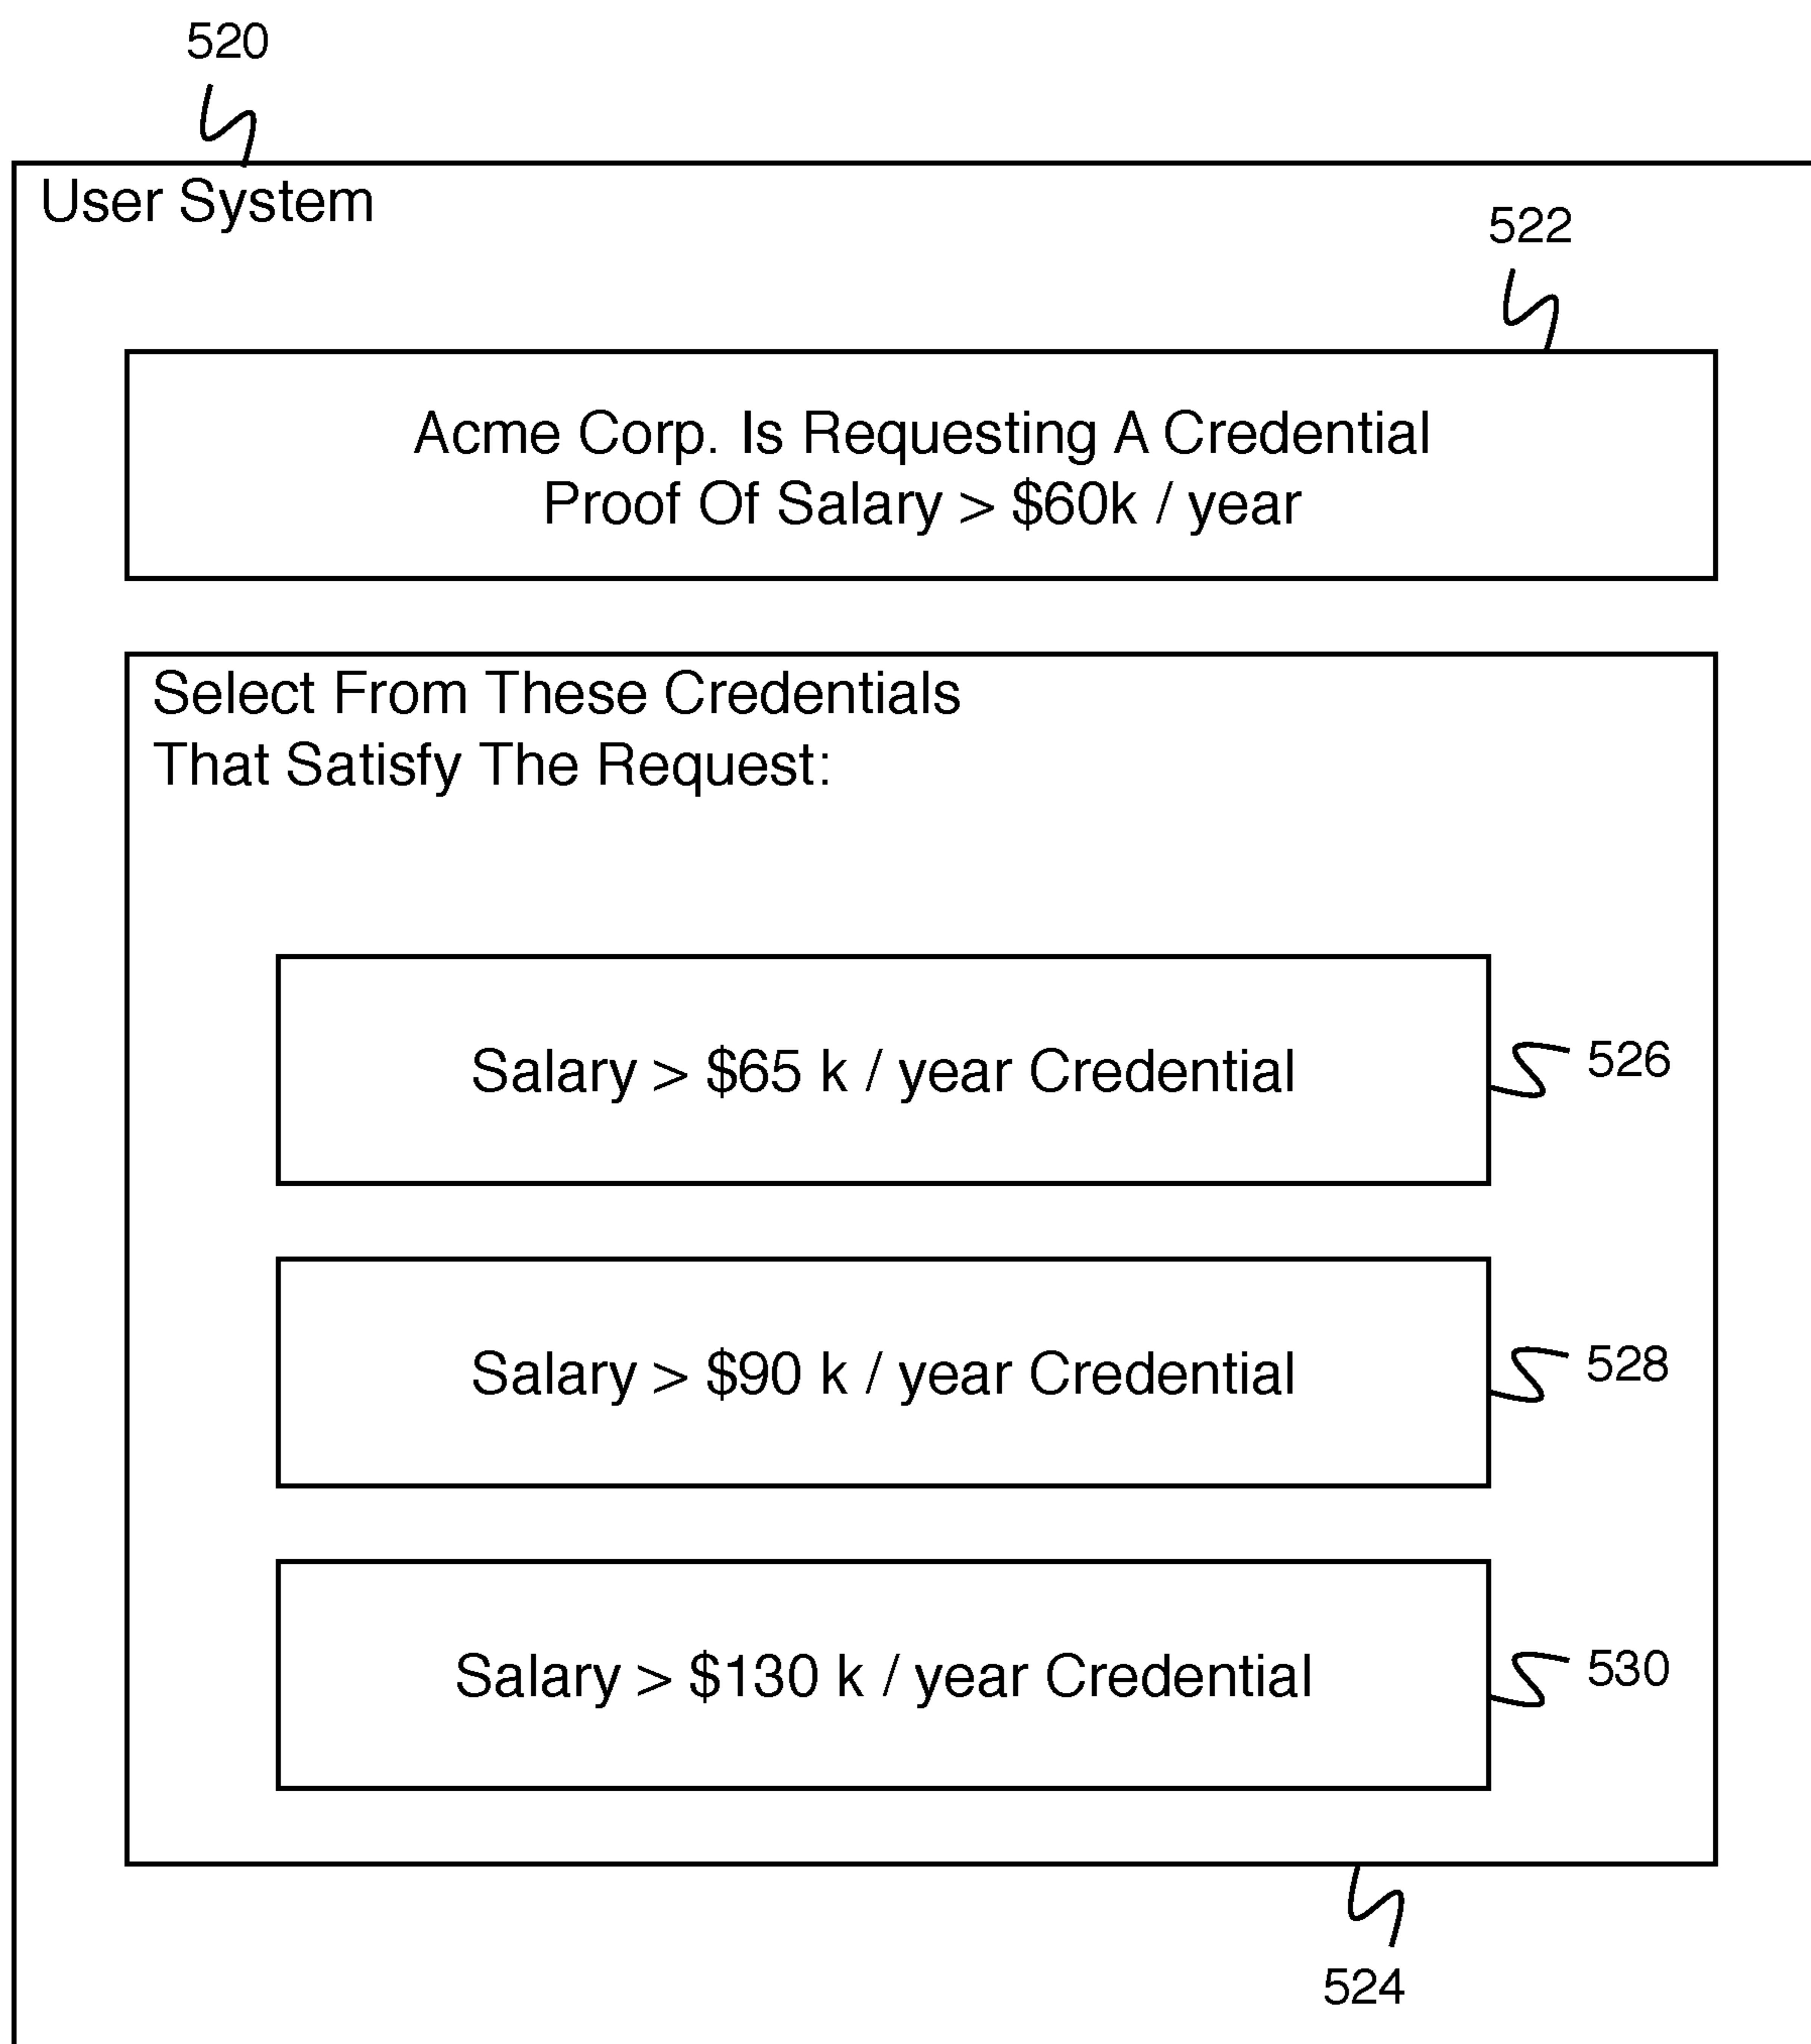 520
User System
522
Acme Corp. Is Requesting A Credential
Proof Of Salary > $60k / year
Select From These Credentials
That Satisfy The Request:
Salary > $65 k / year Credential
526
Salary > $90 k / year Credential
528
Salary > $130 k / year Credential
530
524